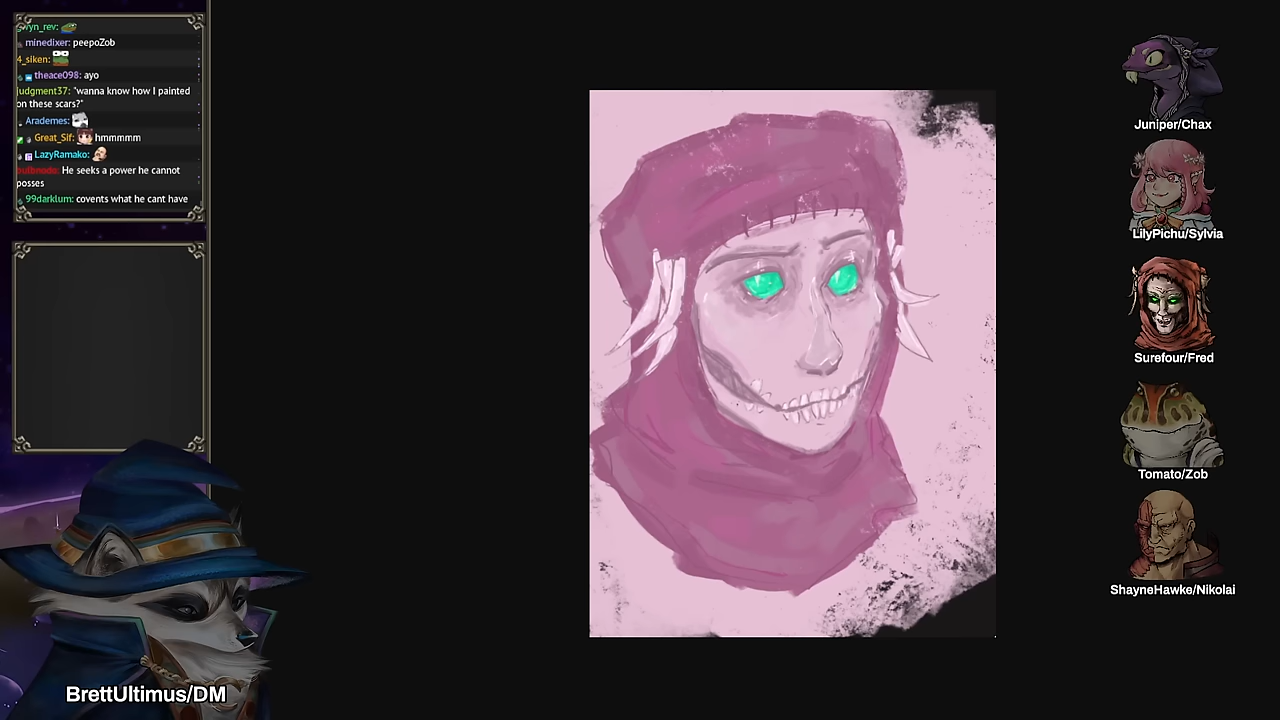 yn_rev:
minedixer: peepoZob
4_siken:
theace098: ayo
judgment37: "wanna know how I painted
on these scars?"
Arademes:
Great_Sif: hmmmmm
LazyRamako:
He seeks a power he cannot
posses
99darklum: covents what he cant have
Juniper/Chax
LilyPichu/Sylvia
Surefour/Fred
Tomato/Zob
ShayneHawke/Nikolai
BrettUltimus/DM